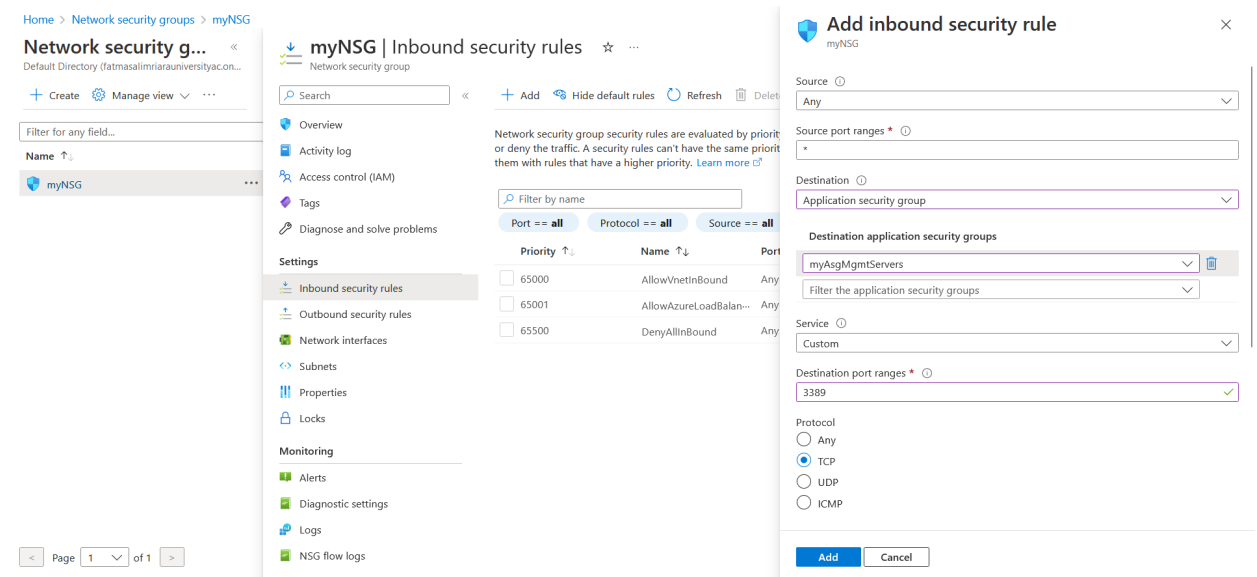 Home > Network security groups > myNSG
Network security g... «
Default Directory (fatmasalimriarauniversityac.on...
+ Create Manage view ···
Filter for any field...
Name ↑↓
myNSG ···
< Page 1 of 1 >
myNSG | Inbound security rules ☆ ···
Network security group
Search «
Overview
Activity log
Access control (IAM)
Tags
Diagnose and solve problems
Settings
Inbound security rules
Outbound security rules
Network interfaces
Subnets
Properties
Locks
Monitoring
Alerts
Diagnostic settings
Logs
NSG flow logs
+ Add Hide default rules Refresh Delet
Network security group security rules are evaluated by priorit
or deny the traffic. A security rules can't have the same priorit
them with rules that have a higher priority. Learn more
Filter by name
Port == all Protocol == all Source == all
Priority ↑↓ Name ↑↓ Port
65000 AllowVnetInBound Any
65001 AllowAzureLoadBalan··· Any
65500 DenyAllInBound Any
Add inbound security rule
myNSG
Source
Any
Source port ranges *
*
Destination
Application security group
Destination application security groups
myAsgMgmtServers
Filter the application security groups
Service
Custom
Destination port ranges *
3389
Protocol
Any
TCP
UDP
ICMP
Add Cancel